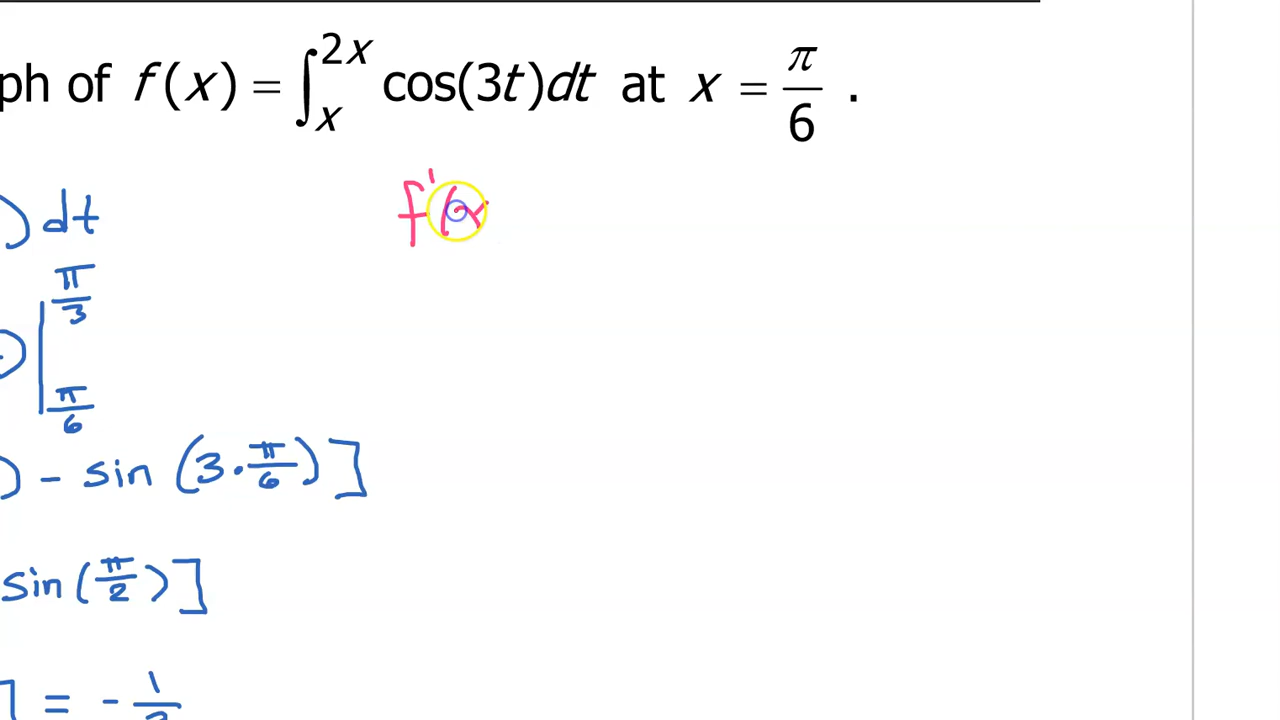 ph of f(x) = ∫ₓ²ˣ cos(3t)dt at x = π/6 .
f'(x
) dt
) | π/3
π/6
) - sin (3 · π/6) ]
sin (π/2) ]
] = - 1/